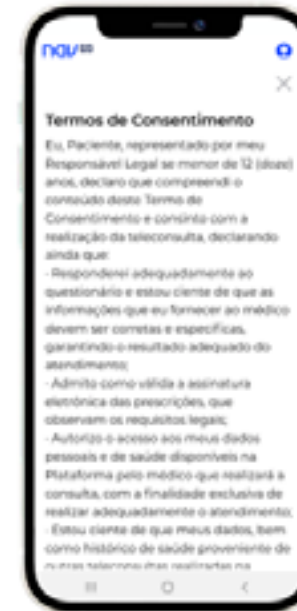 nav
Termos de Consentimento
Eu, Paciente, representado por meu
Responsável Legal se menor de 12 (doze)
anos, declaro que compreendi o
conteúdo deste Termo de
Consentimento e consinto com a
realização da teleconsulta, declarando
ainda que:
- Responderei adequadamente ao
questionário e estou ciente de que as
informações que eu fornecer ao médico
devem ser corretas e específicas,
garantindo o resultado adequado do
atendimento;
- Admito como válida a assinatura
eletrônica das prescrições, que
observam os requisitos legais;
- Autorizo o acesso aos meus dados
pessoais e de saúde disponíveis na
Plataforma pelo médico que realizará a
consulta, com a finalidade exclusiva de
realizar adequadamente o atendimento;
- Estou ciente de que meus dados, bem
como histórico de saúde proveniente de
outras teleconsultas realizadas na